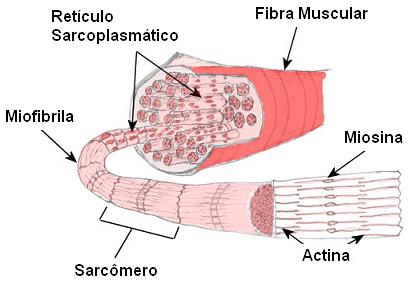 Retículo
Sarcoplasmático
Fibra Muscular
Miofibrila
Miosina
Sarcômero
Actina